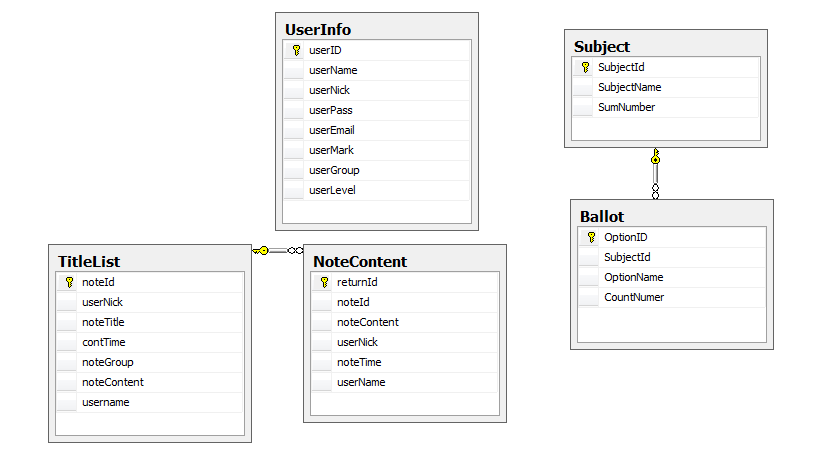 UserInfo
userID
userName
userNick
userPass
userEmail
userMark
userGroup
userLevel
Subject
SubjectId
SubjectName
SumNumber
TitleList
noteId
userNick
noteTitle
contTime
noteGroup
noteContent
username
NoteContent
returnId
noteId
noteContent
userNick
noteTime
userName
Ballot
OptionID
SubjectId
OptionName
CountNumer